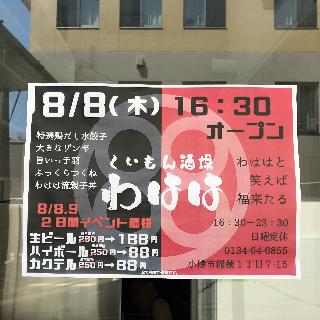 8/8(木) 16:30
オープン
特選鶏だし水餃子
大きなザンギ
旨いっ手羽
ふっくらつくね
わはは流親子丼
くいもん酒場
わはは
わははと
笑えば
福来たる
8/8.9
2日間イベント価格
生ビール 280円→188円
ハイボール 250円→88円
カクテル 250円→88円
16:30-23:30
日曜定休
0134-64-0865
小樽市稲穂1丁目7-15